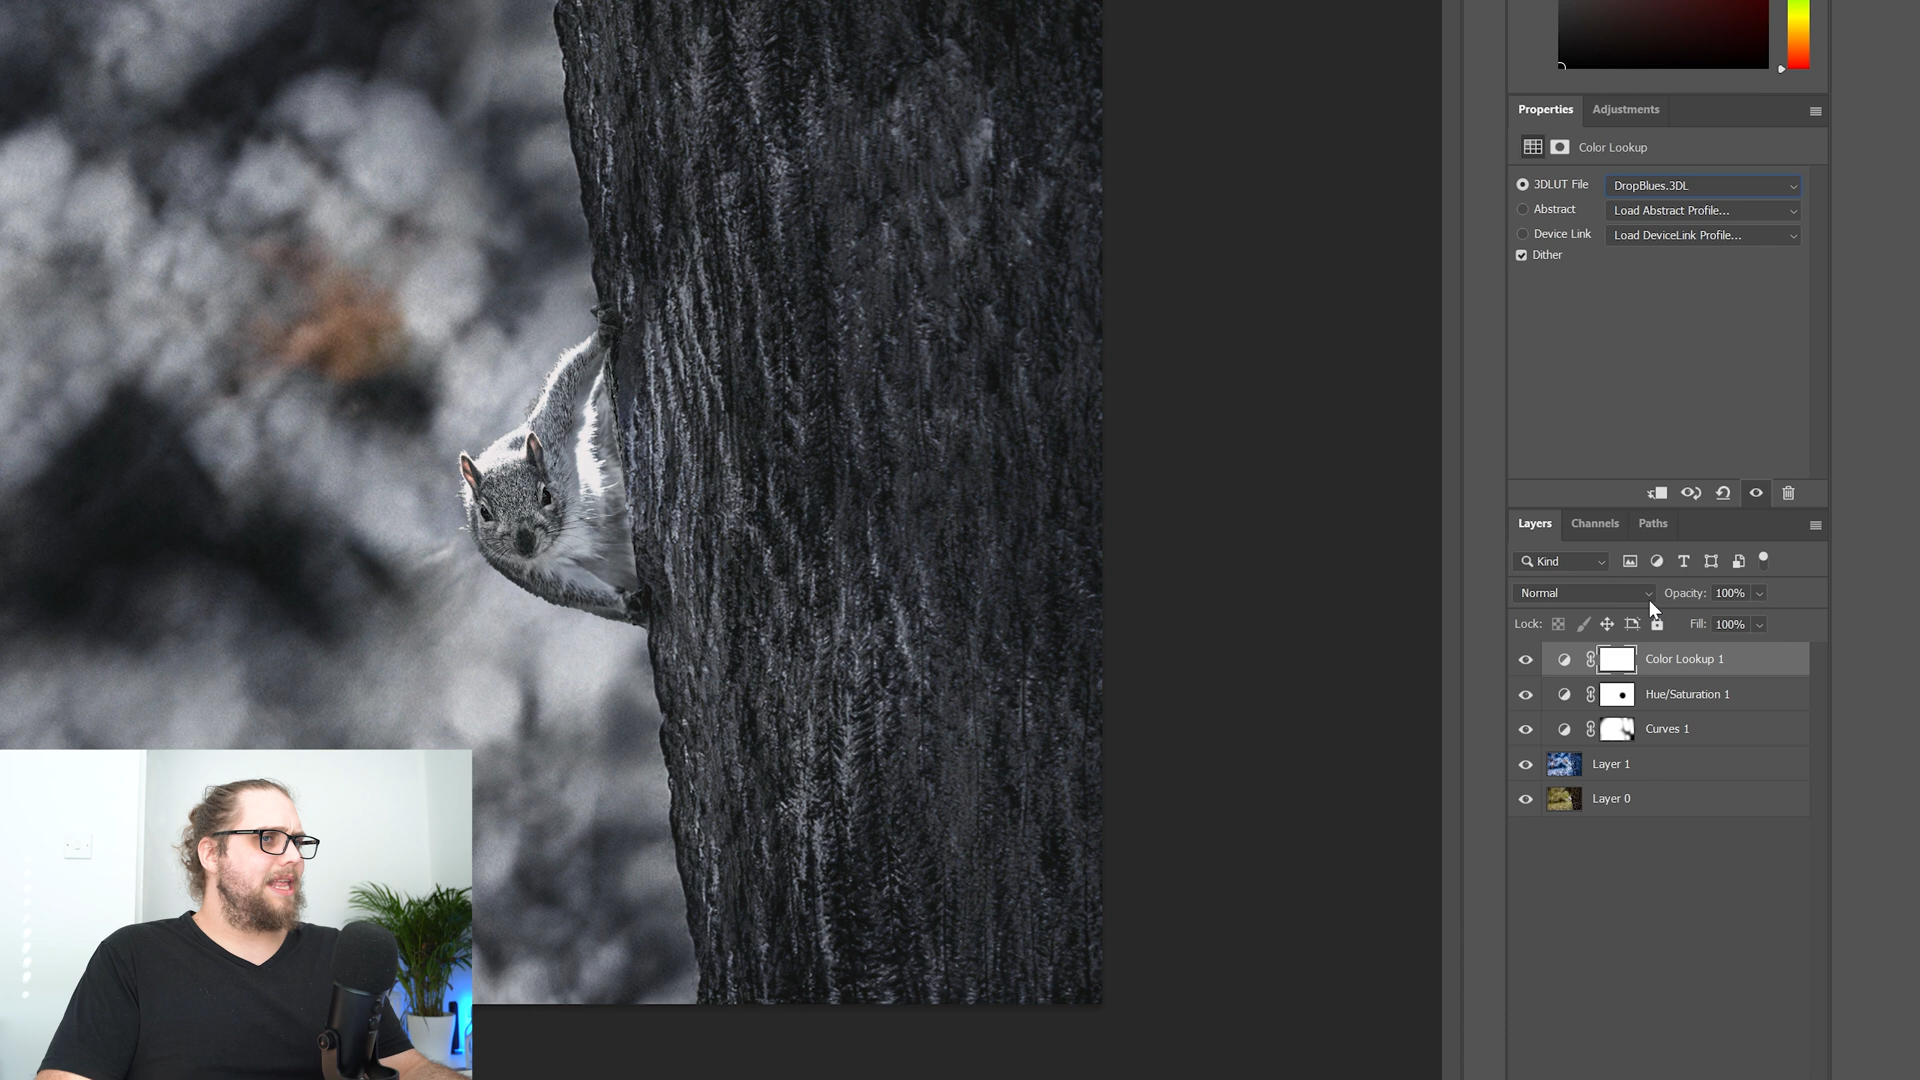 Properties Adjustments
Color Lookup
3DLUT File DropBlues.3DL
Abstract Load Abstract Profile...
Device Link Load DeviceLink Profile...
Dither
Layers Channels Paths
Kind
Normal Opacity: 100%
Lock: Fill: 100%
Color Lookup 1
Hue/Saturation 1
Curves 1
Layer 1
Layer 0